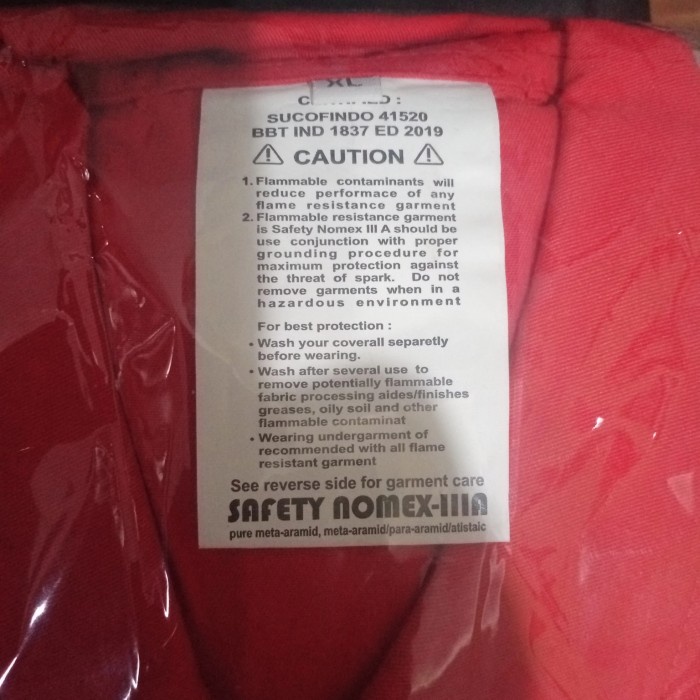 XL
SUCOFINDO 41520
BBT IND 1837 ED 2019
CAUTION
1. Flammable contaminants will
reduce performace of any
flame resistance garment
2. Flammable resistance garment
is Safety Nomex III A should be
use conjunction with proper
grounding procedure for
maximum protection against
the threat of spark. Do not
remove garments when in a
hazardous environment
For best protection :
• Wash your coverall separetly
before wearing.
• Wash after several use to
remove potentially flammable
fabric processing aides/finishes
greases, oily soil and other
flammable contaminat
• Wearing undergarment of
recommended with all flame
resistant garment
See reverse side for garment care
SAFETY NOMEX-IIIA
pure meta-aramid, meta-aramid/para-aramid/atistaic